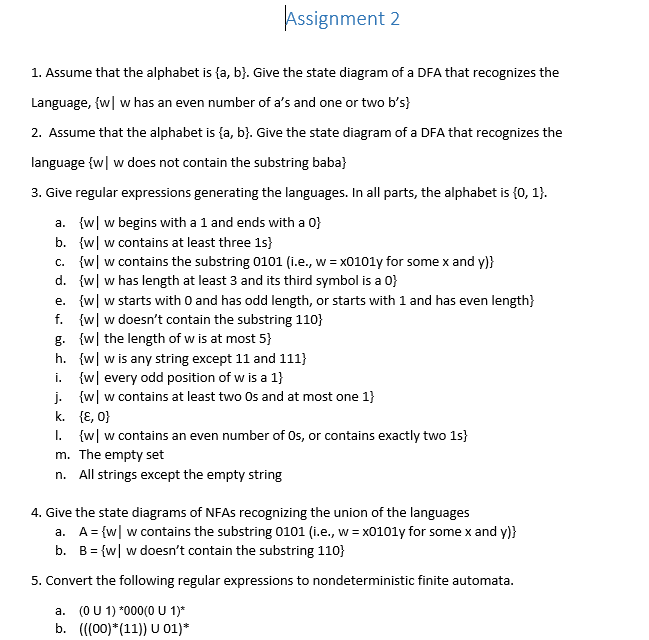 Assignment 2
1. Assume that the alphabet is {a, b}. Give the state diagram of a DFA that recognizes the
Language, {w| w has an even number of a's and one or two b's}
2. Assume that the alphabet is {a, b}. Give the state diagram of a DFA that recognizes the
language {w| w does not contain the substring baba}
3. Give regular expressions generating the languages. In all parts, the alphabet is {0, 1}.
a. {w| w begins with a 1 and ends with a 0}
b. {w| w contains at least three 1s}
c. {w| w contains the substring 0101 (i.e., w = x0101y for some x and y)}
d. {w| w has length at least 3 and its third symbol is a 0}
e. {w| w starts with 0 and has odd length, or starts with 1 and has even length}
f. {w| w doesn't contain the substring 110}
g. {w| the length of w is at most 5}
h. {w| w is any string except 11 and 111}
i. {w| every odd position of w is a 1}
j. {w| w contains at least two 0s and at most one 1}
k. {Ɛ, 0}
l. {w| w contains an even number of 0s, or contains exactly two 1s}
m. The empty set
n. All strings except the empty string
4. Give the state diagrams of NFAs recognizing the union of the languages
a. A = {w| w contains the substring 0101 (i.e., w = x0101y for some x and y)}
b. B = {w| w doesn't contain the substring 110}
5. Convert the following regular expressions to nondeterministic finite automata.
a. (0 U 1) *000(0 U 1)*
b. (((00)*(11)) U 01)*